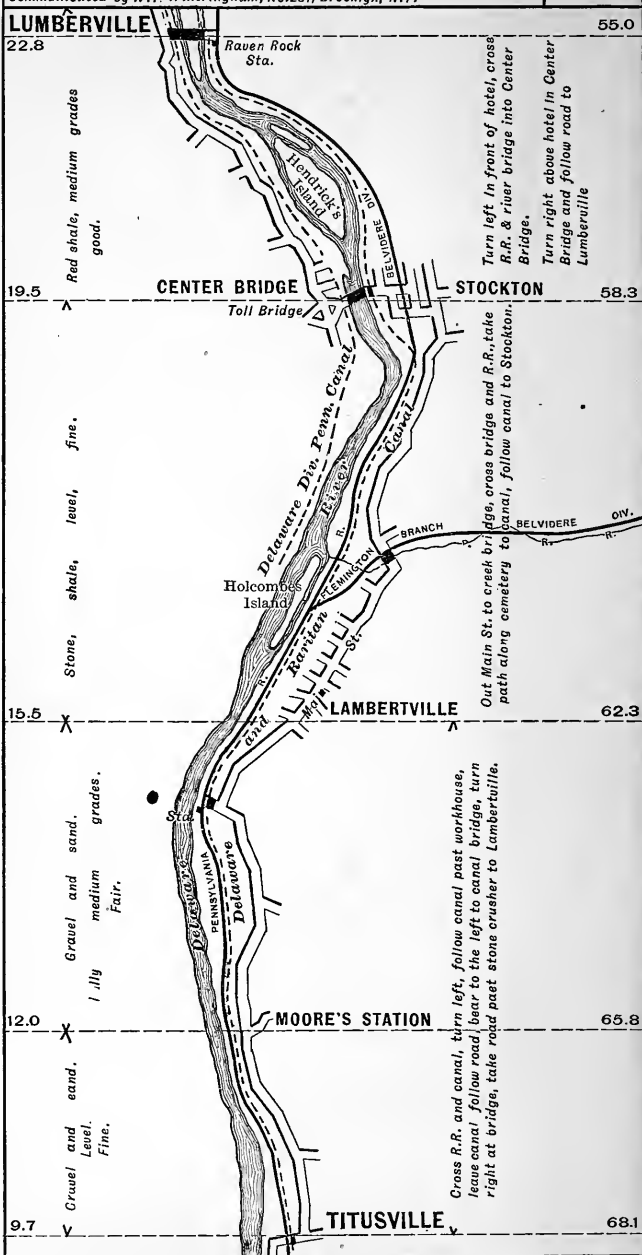 LUMBERVILLE
55.0
22.8
Raven Rock
Sta.
Red shale, medium grades
good.
Hendrick's
Island
BELVIDERE DIV.
Turn left in front of hotel, cross
R.R. & river bridge into Center
Bridge.
Turn right above hotel in Center
Bridge and follow road to
Lumberville
CENTER BRIDGE
STOCKTON
19.5
58.3
Toll Bridge
Delaware Div. Penn. Canal
Canal
River
Stone, shale, level, fine.
R.
FLEMINGTON
BRANCH
BELVIDERE
DIV.
R.
R.
Holcombes
Island
Raritan
and
R.
Main St.
Out Main St. to creek bridge, cross bridge and R.R., take
path along cemetery to canal, follow canal to Stockton.
LAMBERTVILLE
15.5
62.3
Gravel and sand.
medium grades.
Fair.
Sta.
Delaware
PENNSYLVANIA
Delaware
Cross R.R. and canal, turn left, follow canal past workhouse,
leave canal follow road, bear to the left to canal bridge, turn
right at bridge, take road paet stone crusher to Lambertville.
MOORE'S STATION
12.0
65.8
Gravel and eand.
Level.
Fine.
TITUSVILLE
9.7
68.1